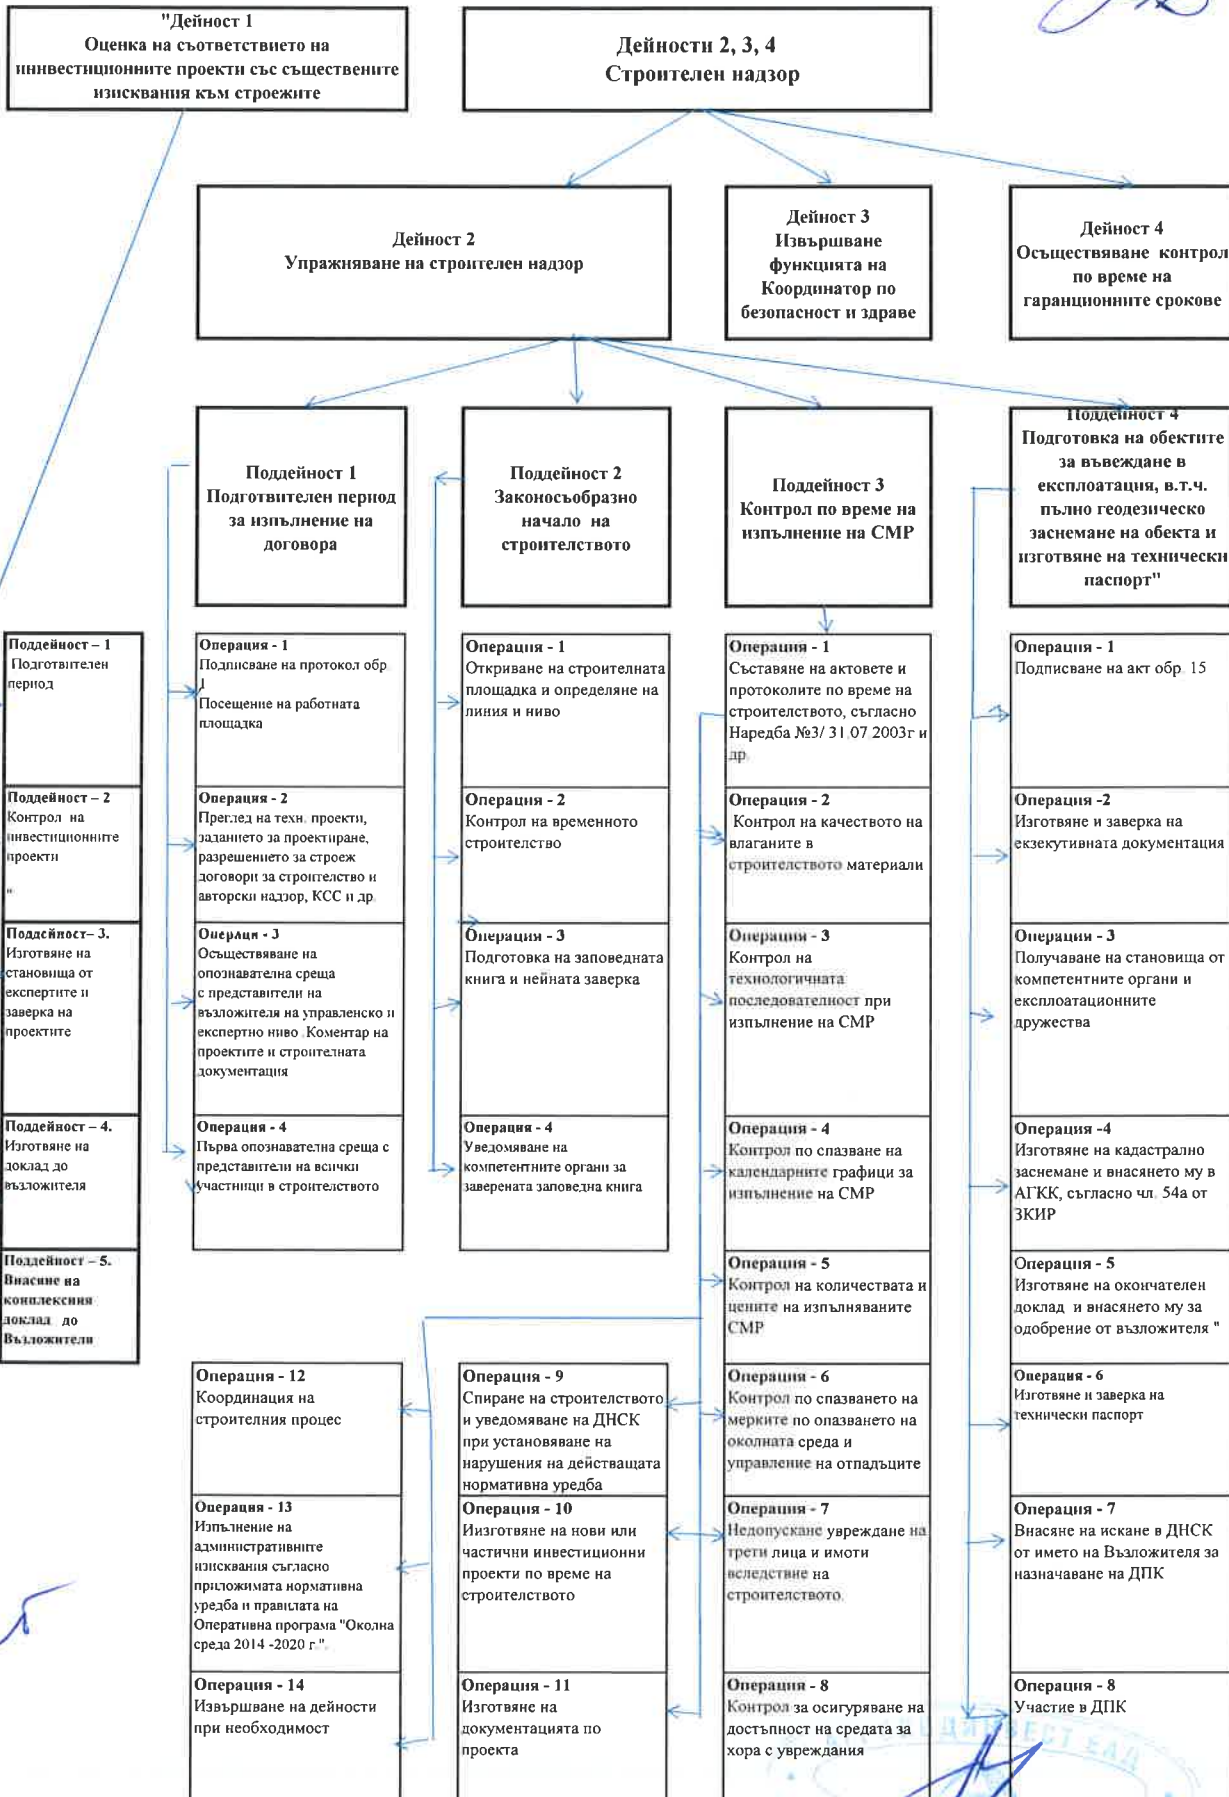 "Дейност 1
Оценка на съответствието на
иннвестиционните проекти със съществените
изисквания към строежите
Дейности 2, 3, 4
Строителен надзор
Дейност 2
Упражняване на строителен надзор
Дейност 3
Извършване
функцията на
Координатор по
безопасност и здраве
Дейност 4
Осъществяване контрол
по време на
гаранционните срокове
Поддейност 1
Подготвителен период
за изпълнение на
договора
Поддейност 2
Законосъобразно
начало на
строителството
Поддейност 3
Контрол по време на
изпълнение на СМР
Поддейност 4
Подготовка на обектите
за въвеждане в
експлоатация, в.т.ч.
пълно геодезическо
заснемане на обекта и
изготвяне на технически
паспорт"
Поддейност – 1
Подготвителен
период
Поддейност – 2
Контрол на
инвестиционните
проекти
"
Поддейност– 3.
Изготвяне на
становища от
експертите и
заверка на
проектите
Поддейност – 4.
Изготвяне на
доклад до
възложителя
Поддейност – 5.
Внасяне на
комплексния
доклад до
Възложителя
Операция - 1
Подписване на протокол обр
1
Посещение на работната
площадка
Операция - 2
Преглед на техн. проекти,
заданието за проектиране,
разрешението за строеж
договори за строителство и
авторски надзор, КСС и др.
Операция - 3
Осъществяване на
опознавателна среща
с представители на
възложителя на управленско и
експертно ниво. Коментар на
проектите и строителната
документация
Операция - 4
Първа опознавателна среща с
представители на всички
участници в строителството
Операция - 1
Откриване на строителната
площадка и определяне на
линия и ниво
Операция - 2
Контрол на временното
строителство
Операция - 3
Подготовка на заповедната
книга и нейната заверка
Операция - 4
Уведомяване на
компетентните органи за
заверената заповедна книга
Операция - 1
Съставяне на актовете и
протоколите по време на
строителството, съгласно
Наредба №3/ 31.07.2003г и
др.
Операция - 2
Контрол на качеството на
влаганите в
строителството материали
Операция - 3
Контрол на
технологичната
последователност при
изпълнение на СМР
Операция - 4
Контрол по спазване на
календарните графици за
изпълнение на СМР
Операция - 5
Контрол на количествата и
цените на изпълняваните
СМР
Операция - 6
Контрол по спазването на
мерките по опазването на
околната среда и
управление на отпадъците
Операция - 7
Недопускане увреждане на
трети лица и имоти
вследствие на
строителството.
Операция - 8
Контрол за осигуряване на
достъпност на средата за
хора с увреждания
Операция - 1
Подписване на акт обр. 15
Операция -2
Изготвяне и заверка на
екзекутивната документация
Операция - 3
Получаване на становища от
компетентните органи и
експлоатационните
дружества
Операция -4
Изготвяне на кадастрално
заснемане и внасянето му в
АГКК, съгласно чл. 54а от
ЗКИР
Операция - 5
Изготвяне на окончателен
доклад и внасянето му за
одобрение от възложителя "
Операция - 6
Изготвяне и заверка на
технически паспорт
Операция - 7
Внасяне на искане в ДНСК
от името на Възложителя за
назначаване на ДПК
Операция - 8
Участие в ДПК
Операция - 12
Координация на
строителния процес
Операция - 13
Изпълнение на
административните
изисквания съгласно
приложимата нормативна
уредба и правилата на
Оперативна програма "Околна
среда 2014 -2020 г.".
Операция - 14
Извършване на дейности
при необходимост
Операция - 9
Спиране на строителството
и уведомяване на ДНСК
при установяване на
нарушения на действащата
нормативна уредба
Операция - 10
Иизготвяне на нови или
частични инвестиционни
проекти по време на
строителството
Операция - 11
Изготвяне на
документацията по
проекта